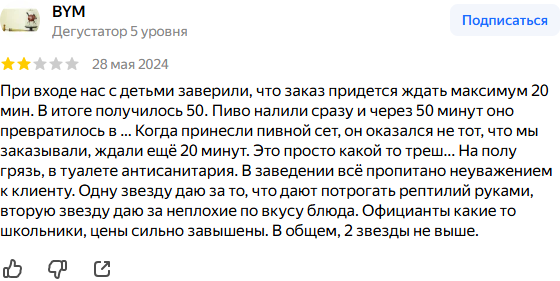 BYM
Дегустатор 5 уровня
Подписаться
28 мая 2024
При входе нас с детьми заверили, что заказ придется ждать максимум 20
мин. В итоге получилось 50. Пиво налили сразу и через 50 минут оно
превратилось в ... Когда принесли пивной сет, он оказался не тот, что мы
заказывали, ждали ещё 20 минут. Это просто какой то треш... На полу
грязь, в туалете антисанитария. В заведении всё пропитано неуважением
к клиенту. Одну звезду даю за то, что дают потрогать рептилий руками,
вторую звезду даю за неплохие по вкусу блюда. Официанты какие то
школьники, цены сильно завышены. В общем, 2 звезды не выше.